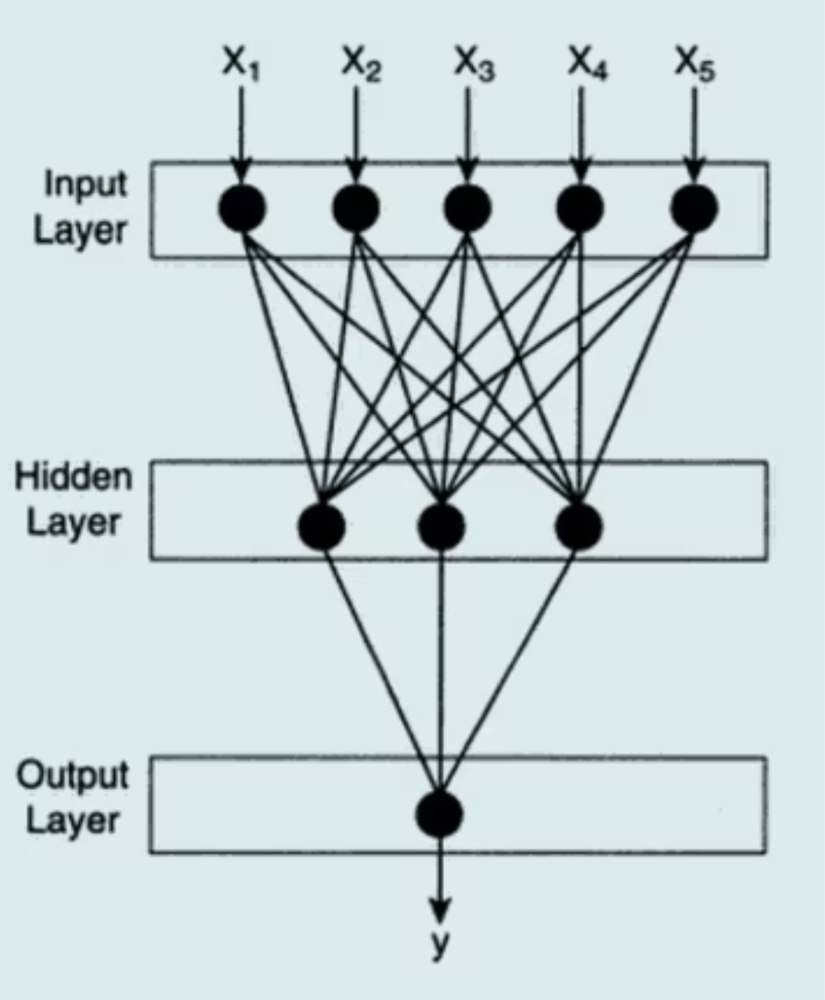 X₁ X₂ X₃ X₄ X₅
Input
Layer
Hidden
Layer
Output
Layer
y